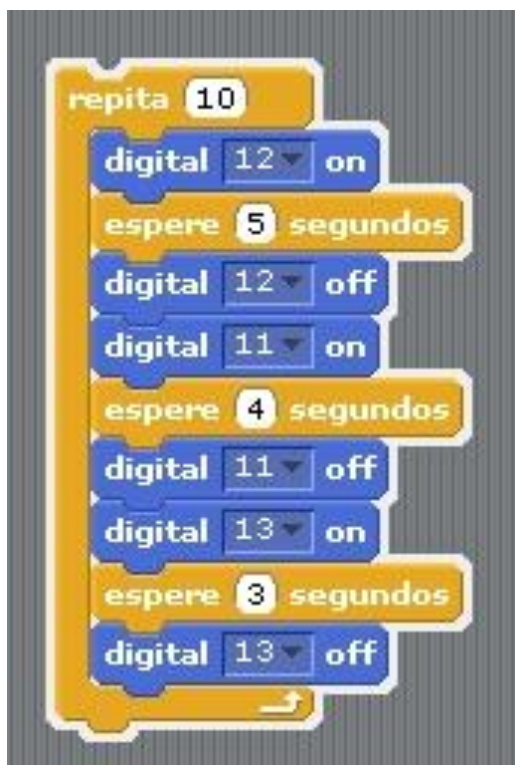 repita 10
digital 12 on
espere 5 segundos
digital 12 off
digital 11 on
espere 4 segundos
digital 11 off
digital 13 on
espere 3 segundos
digital 13 off